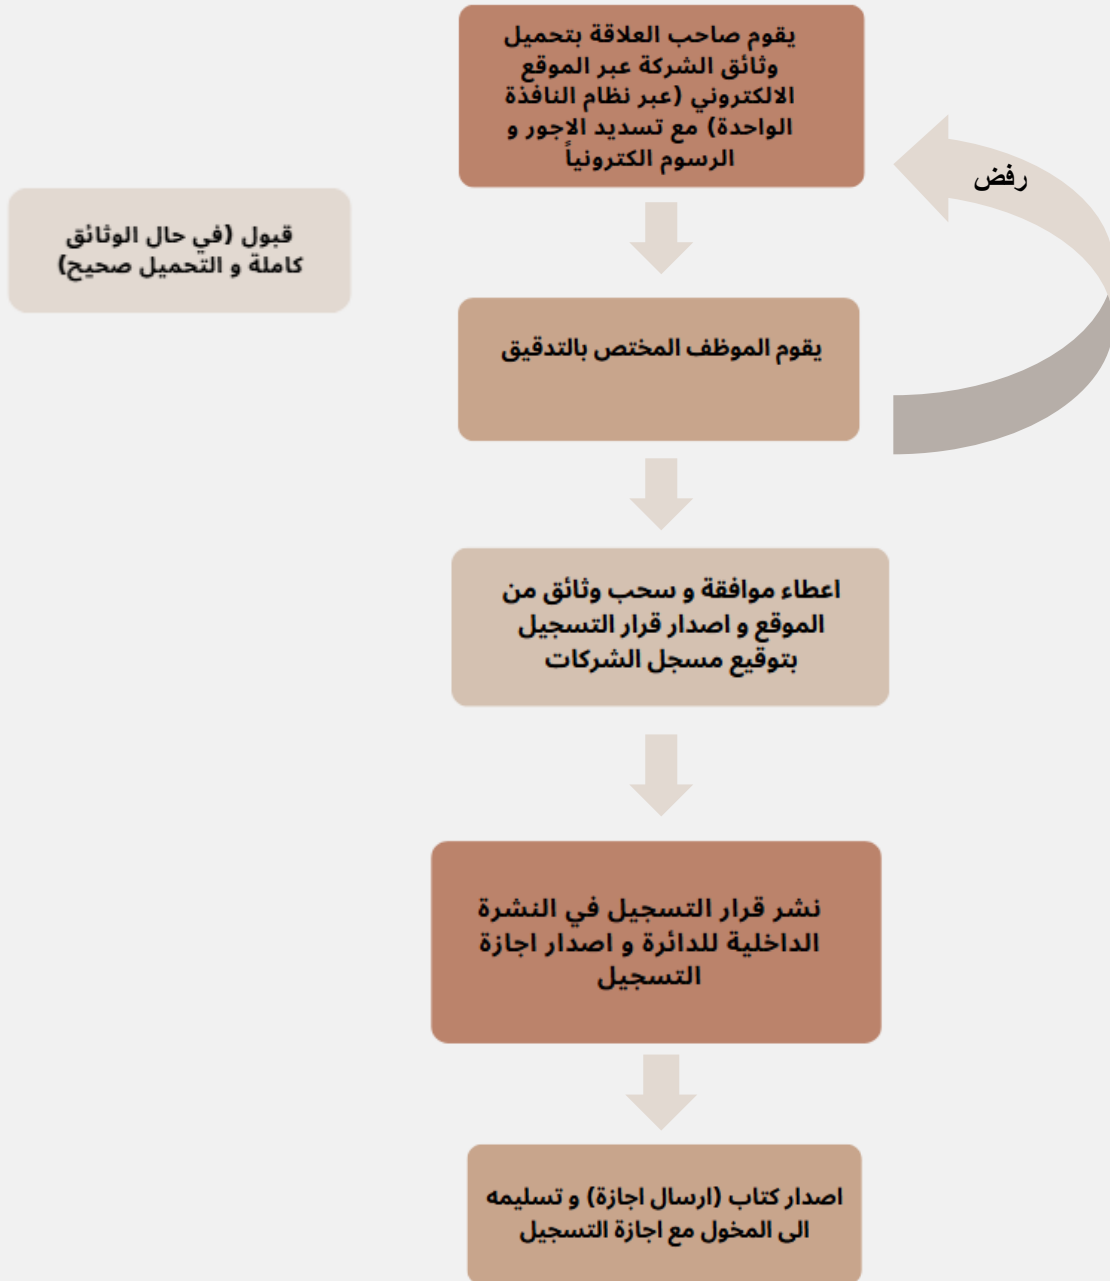 يقوم صاحب العلاقة بتحميل
وثائق الشركة عبر الموقع
الالكتروني (عبر نظام النافذة
الواحدة) مع تسديد الاجور و
الرسوم الكترونياً
رفض
قبول (في حال الوثائق
كاملة و التحميل صحيح)
يقوم الموظف المختص بالتدقيق
اعطاء موافقة و سحب وثائق من
الموقع و اصدار قرار التسجيل
بتوقيع مسجل الشركات
نشر قرار التسجيل في النشرة
الداخلية للدائرة و اصدار اجازة
التسجيل
اصدار كتاب (ارسال اجازة) و تسليمه
الى المخول مع اجازة التسجيل